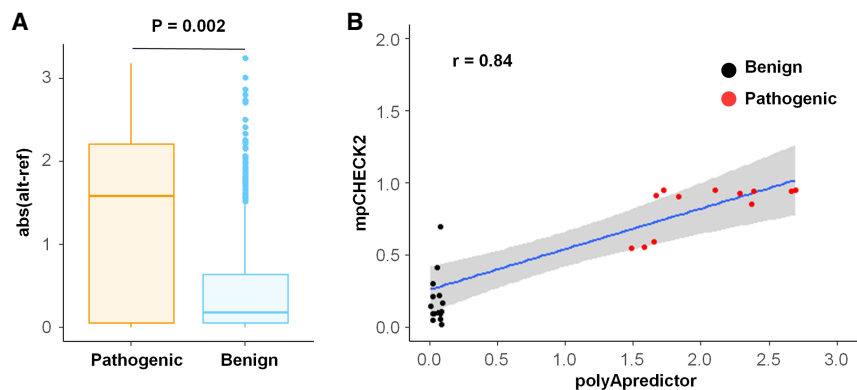 A
P = 0.002
abs(alt-ref)
3
2
1
0
Pathogenic
Benign
B
r = 0.84
Benign
Pathogenic
mpCHECK2
2.0
1.5
1.0
0.5
0.0
0.0 0.5 1.0 1.5 2.0 2.5 3.0
polyApredictor